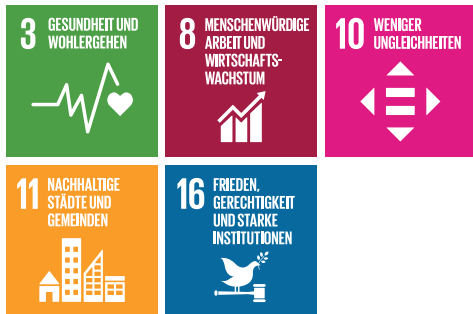 3 GESUNDHEIT UND
WOHLERGEHEN
8 MENSCHENWÜRDIGE
ARBEIT UND
WIRTSCHAFTS-
WACHSTUM
10 WENIGER
UNGLEICHHEITEN
11 NACHHALTIGE
STÄDTE UND
GEMEINDEN
16 FRIEDEN,
GERECHTIGKEIT
UND STARKE
INSTITUTIONEN